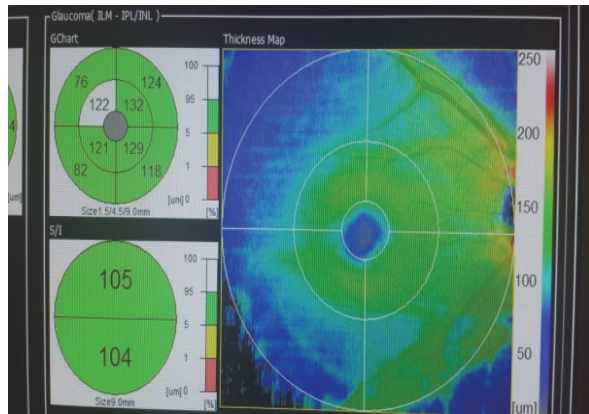 Glaucoma( ILM - IPL/INL )
GChart
Thickness Map
76
124
122
132
121
129
82
118
[um]
Size1.5/4.5/9.0mm
100
95
5
1
0
[%]
S/I
105
104
[um]
Size9.0mm
100
95
5
1
0
[%]
250
200
150
100
50
[um]
4
[um]